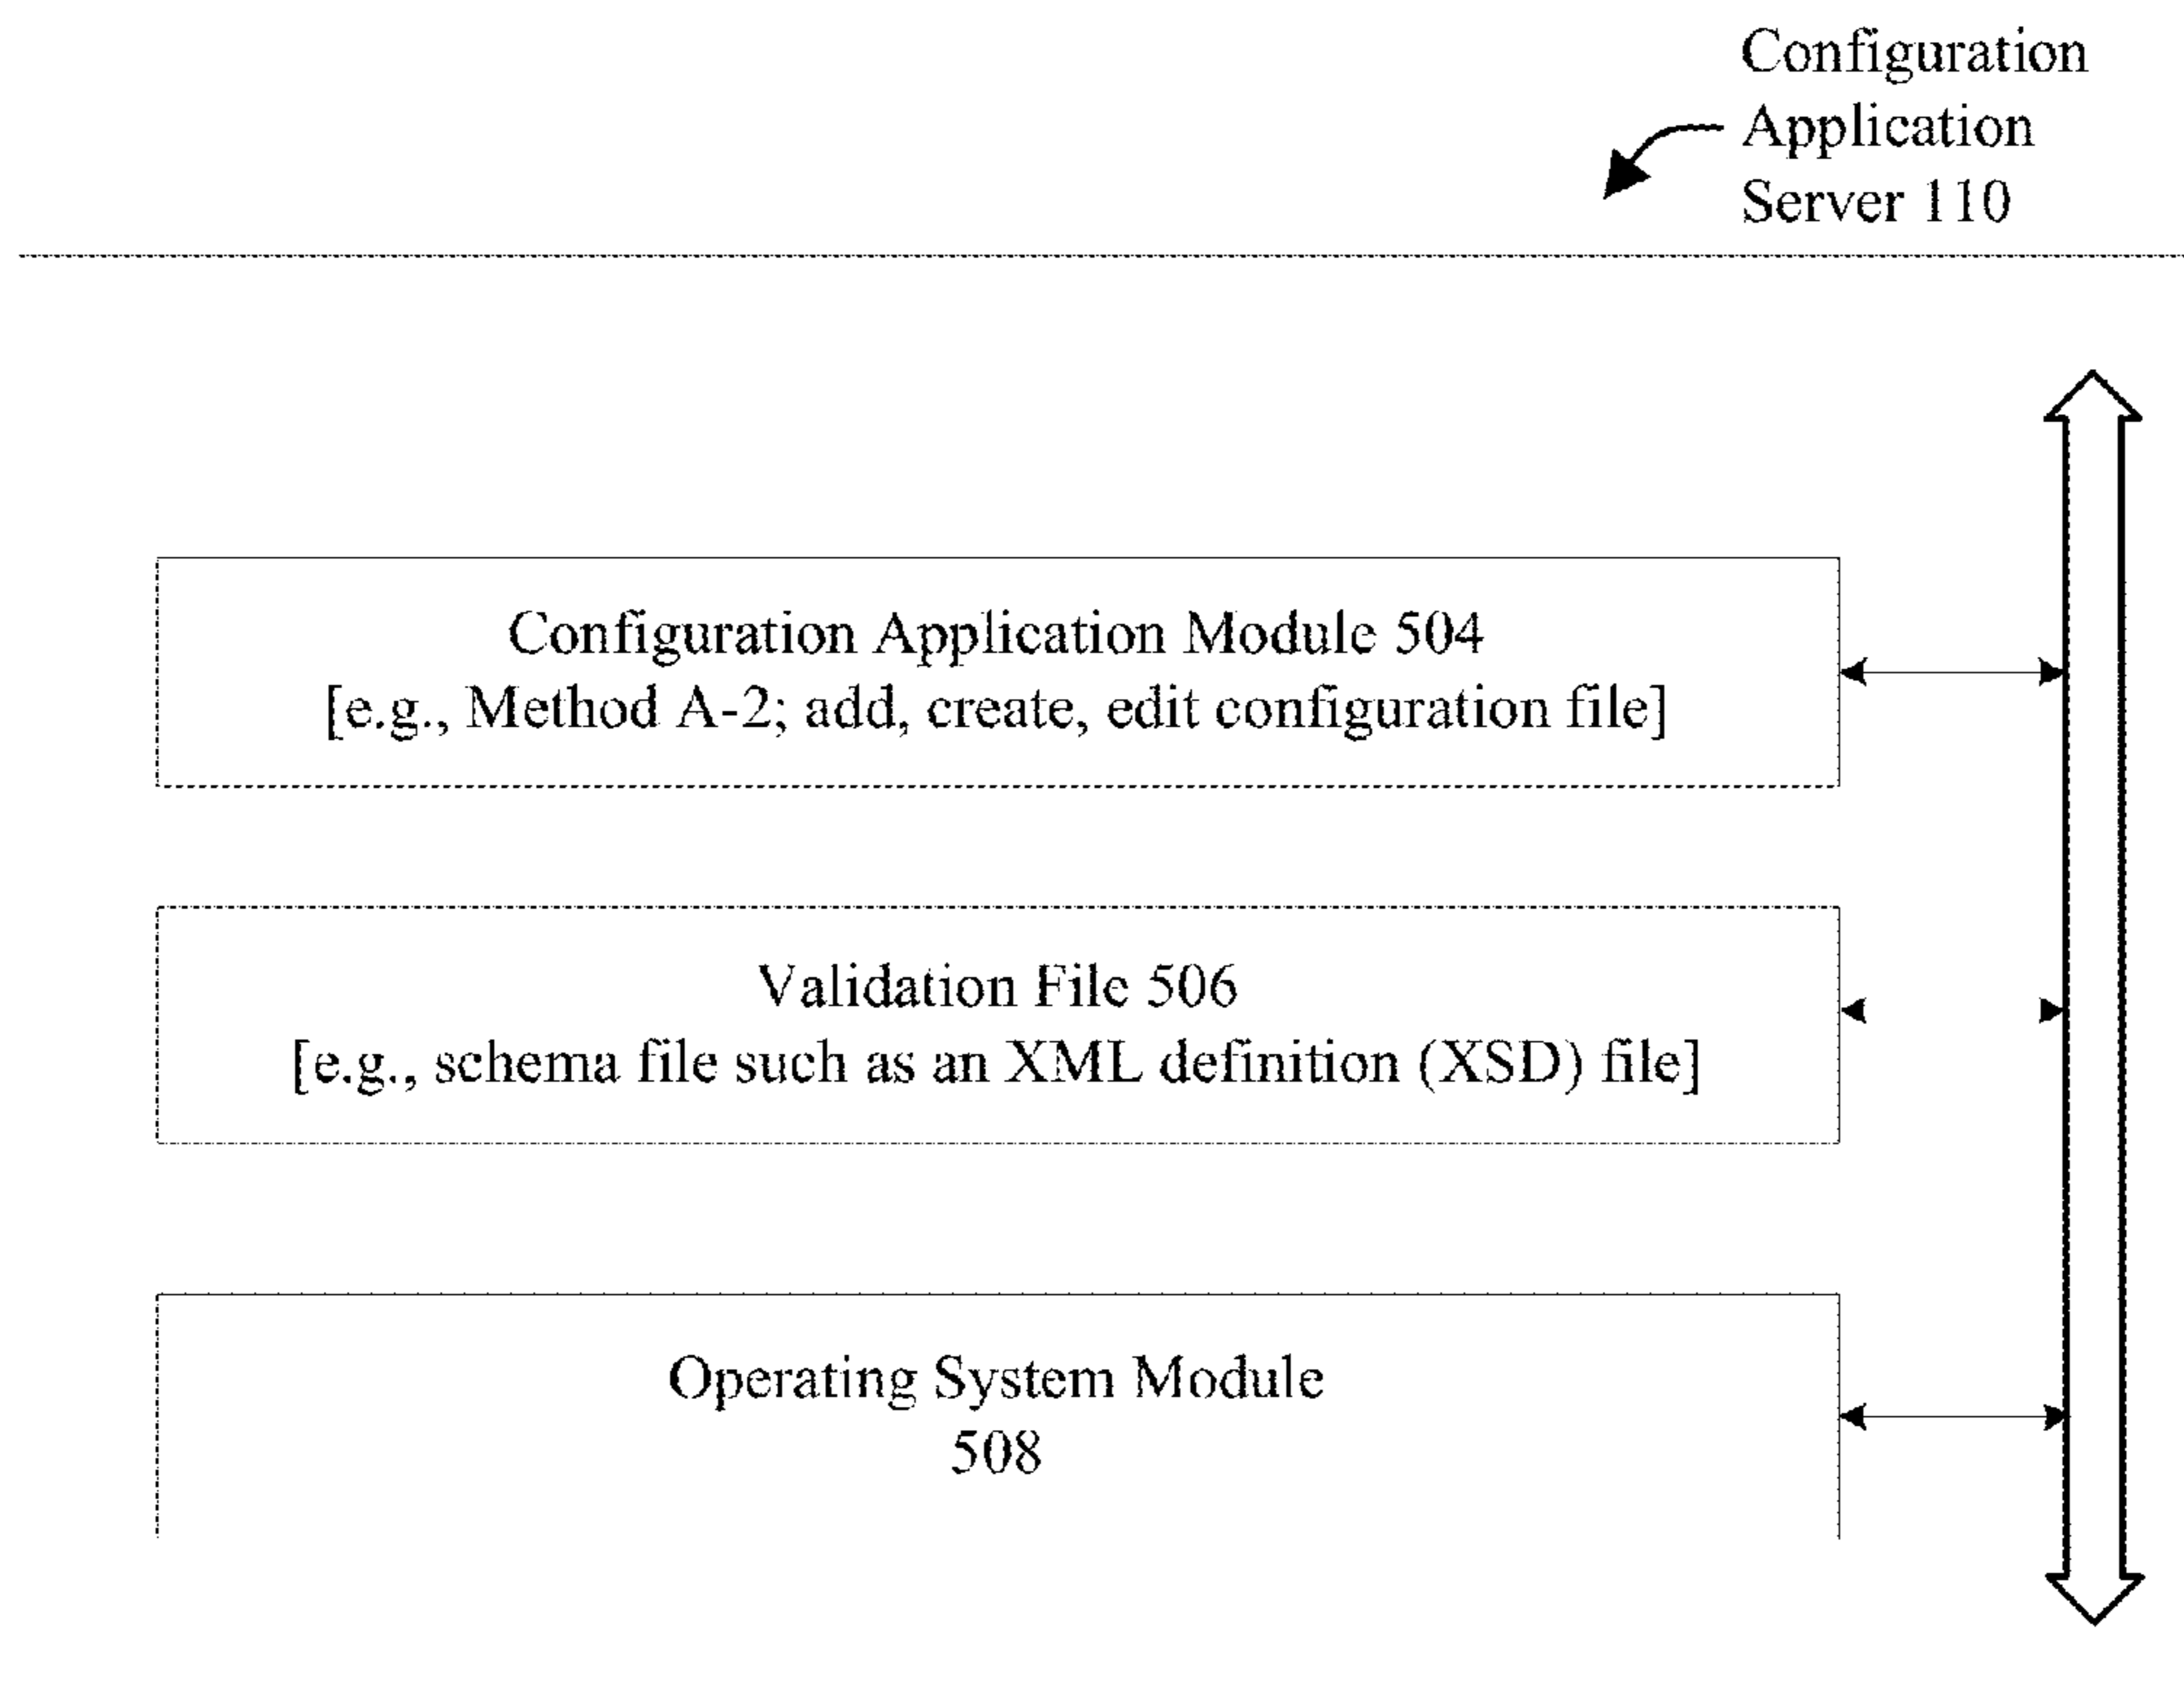 Configuration
Application
Server 110
Configuration Application Module 504
[e.g., Method A-2; add, create, edit configuration file]
Validation File 506
[e.g., schema file such as an XML definition (XSD) file]
Operating System Module
508